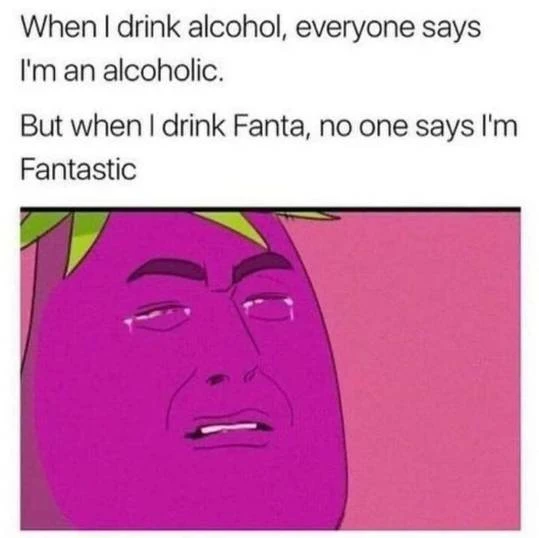 When I drink alcohol, everyone says
I'm an alcoholic.
But when I drink Fanta, no one says I'm
Fantastic